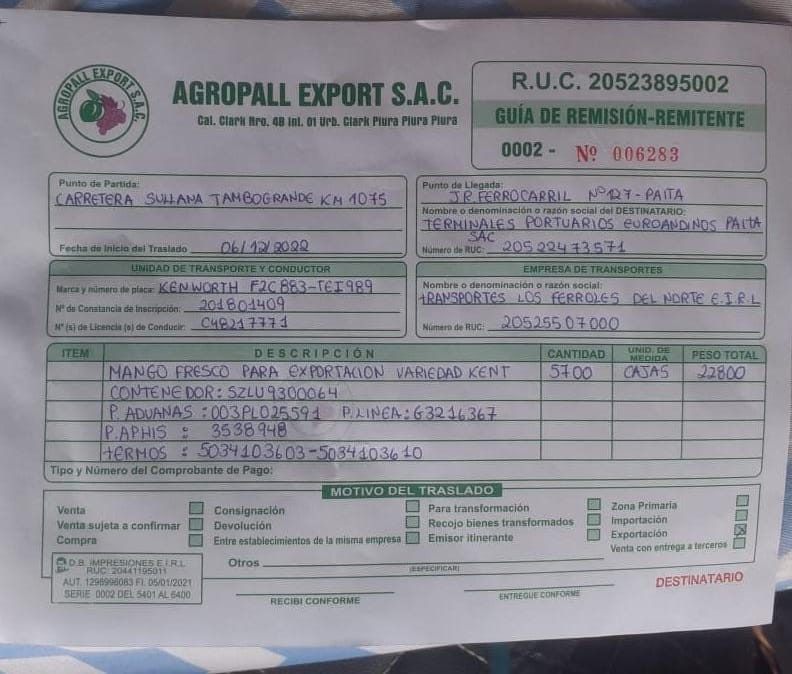 AGROPALL EXPORT S.A.C.
AGROPALL EXPORT S.A.C.
Cal. Clark Nro. 4B Int. 01 Urb. Clark Piura Piura Piura
R.U.C. 20523895002
GUÍA DE REMISIÓN-REMITENTE
0002 - Nº 006283
Punto de Partida:
CARRETERA SULLANA TAMBOGRANDE KM 1075
Fecha de Inicio del Traslado 06/12/2022
Punto de Llegada:
JR. FERROCARRIL Nº127-PAITA
Nombre o denominación o razón social del DESTINATARIO:
TERMINALES PORTUARIOS EUROANDINOS PAITA
SAC
Número de RUC: 20522473571
UNIDAD DE TRANSPORTE Y CONDUCTOR
Marca y número de placa: KENWORTH F2C883-TEI989
Nº de Constancia de Inscripción: 201801409
Nº(s) de Licencia (s) de Conducir: C48217771
EMPRESA DE TRANSPORTES
Nombre o denominación o razón social:
TRANSPORTES LOS FERROLES DEL NORTE E.I.R.L
Número de RUC: 20525507000
ITEM DESCRIPCIÓN CANTIDAD UNID. DE MEDIDA PESO TOTAL
MANGO FRESCO PARA EXPORTACION VARIEDAD KENT 5700 CAJAS 22800
CONTENEDOR: SZLU9300064
P. ADUANAS : 003PL025591 P.LINEA: G3216367
P.APHIS : 3538948
TERMOS : 5034103603-5034103610
Tipo y Número del Comprobante de Pago:
MOTIVO DEL TRASLADO
Venta
Venta sujeta a confirmar
Compra
Consignación
Devolución
Entre establecimientos de la misma empresa
Para transformación
Recojo bienes transformados
Emisor itinerante
Zona Primaria
Importación
Exportación X
Venta con entrega a terceros
Otros
(ESPECIFICAR)
D.B. IMPRESIONES E.I.R.L
RUC: 20441195011
AUT. 1296996083 FI. 05/01/2021
SERIE 0002 DEL 5401 AL 6400
RECIBI CONFORME
ENTREGUE CONFORME
DESTINATARIO